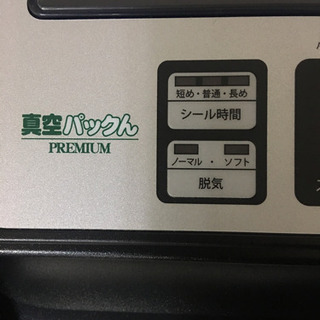 真空パックん
PREMIUM
短め・普通・長め
シール時間
ノーマル ・ ソフト
脱気